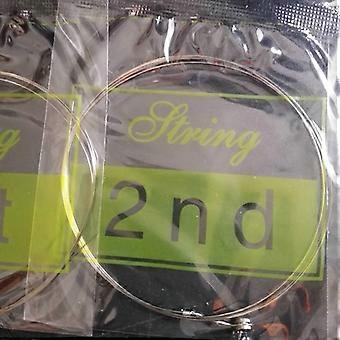 String
2nd